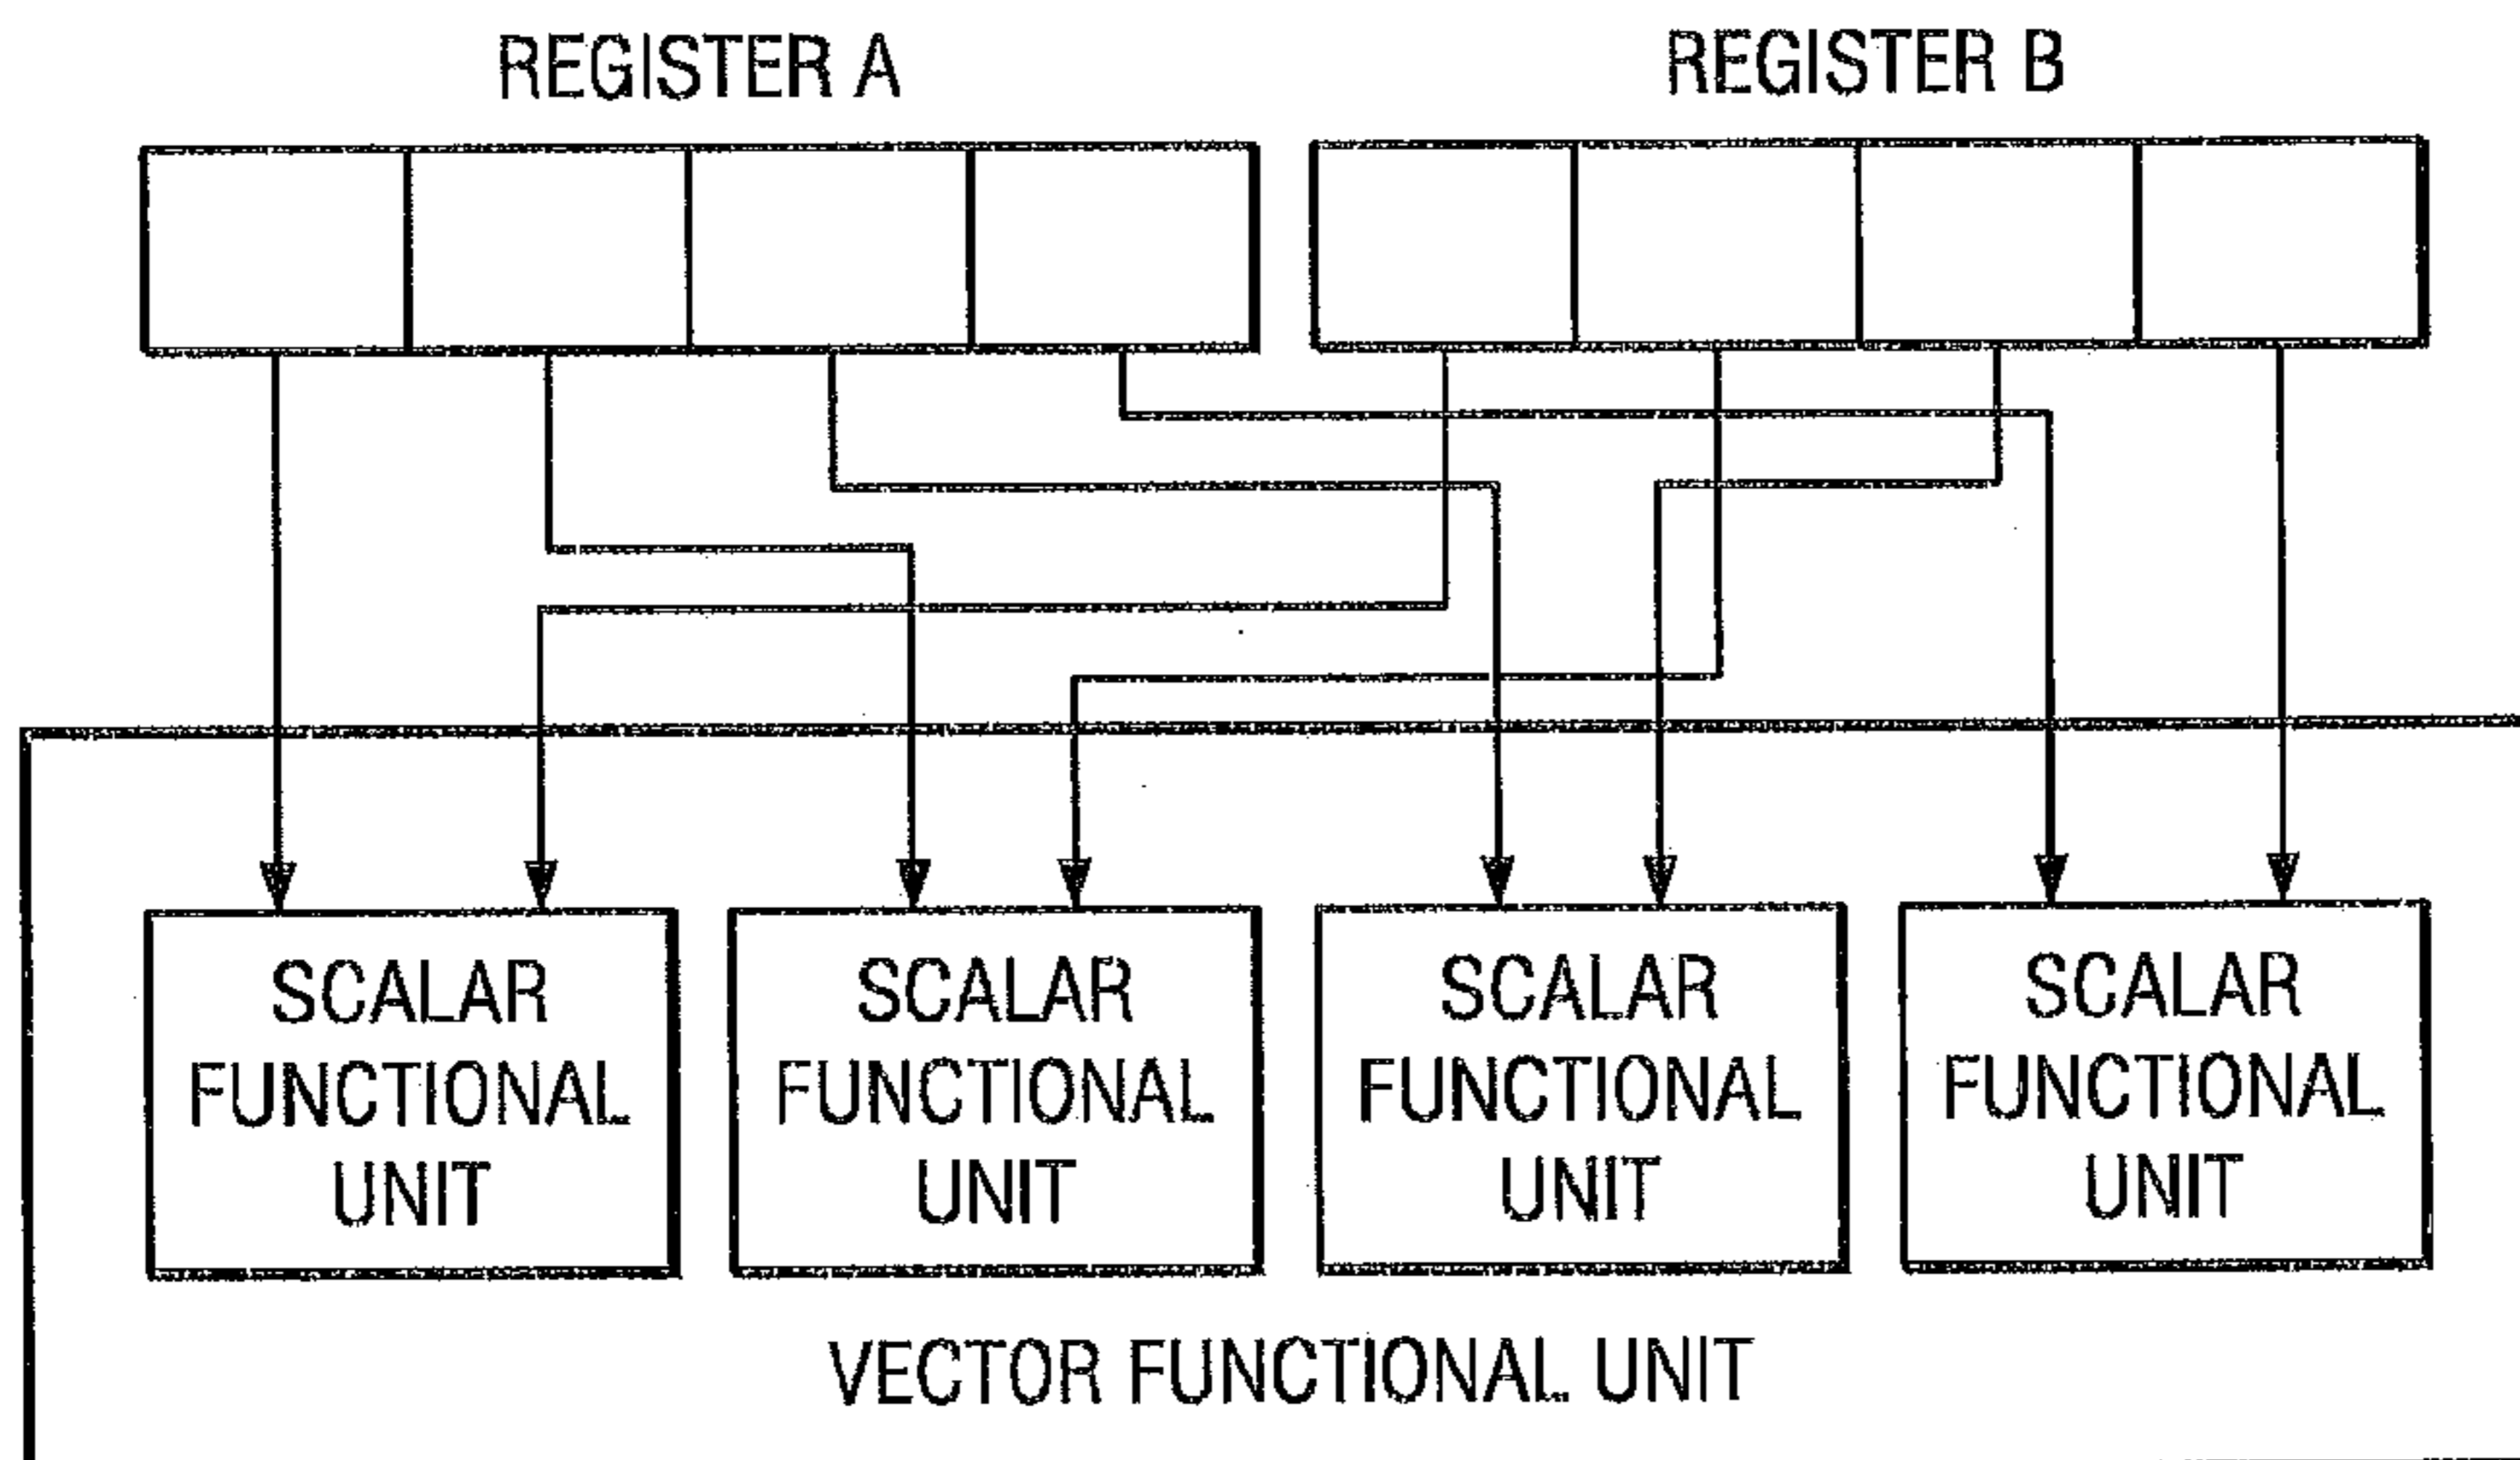 REGISTER A
REGISTER B
SCALAR
FUNCTIONAL
UNIT
SCALAR
FUNCTIONAL
UNIT
SCALAR
FUNCTIONAL
UNIT
SCALAR
FUNCTIONAL
UNIT
VECTOR FUNCTIONAL UNIT